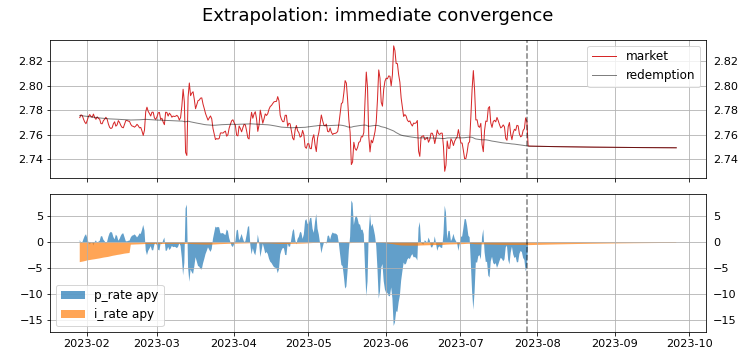 Extrapolation: immediate convergence
2.82 2.82
2.80 2.80
2.78 2.78
2.76 2.76
2.74 2.74
market
redemption
5 5
0 0
−5 −5
−10 −10
−15 −15
p_rate apy
i_rate apy
2023-02 2023-03 2023-04 2023-05 2023-06 2023-07 2023-08 2023-09 2023-10